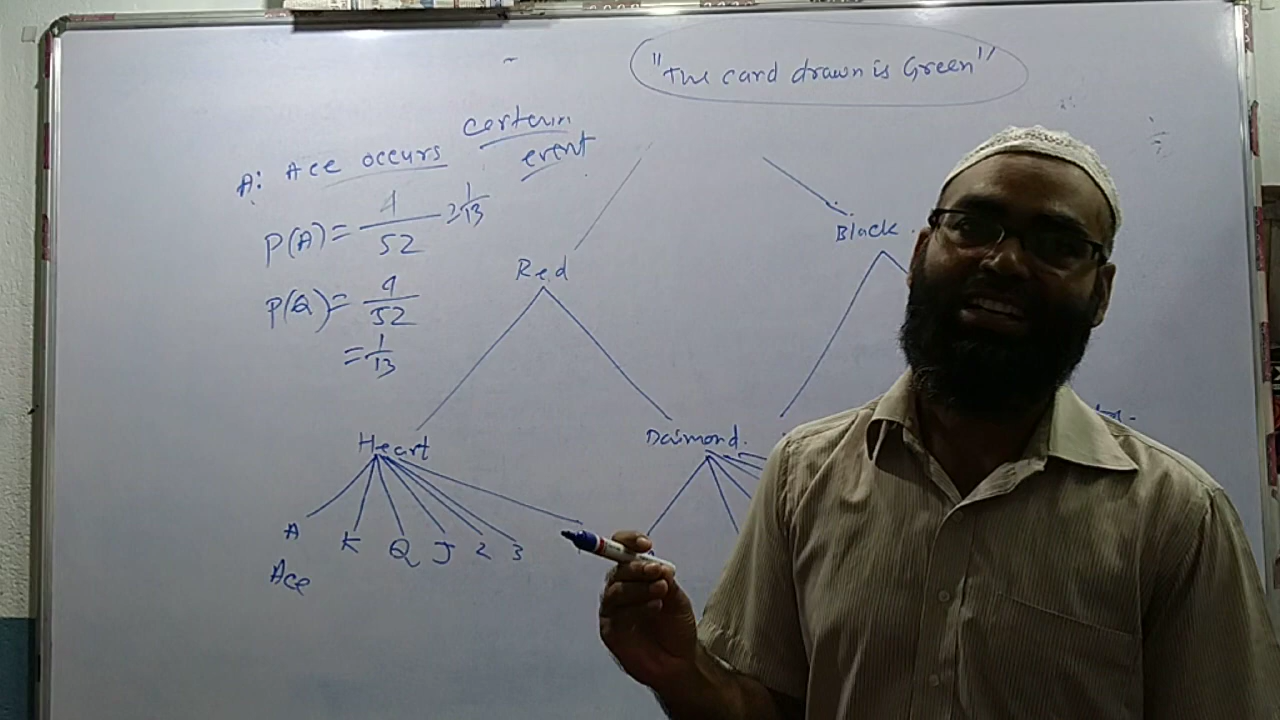 "The card drawn is Green"
certain
event
A: Ace occurs
P(A) = 4/52 = 1/13
P(Q) = 4/52
= 1/13
Black.
Red
Heart
Daimond.
A K Q J 2 3
Ace